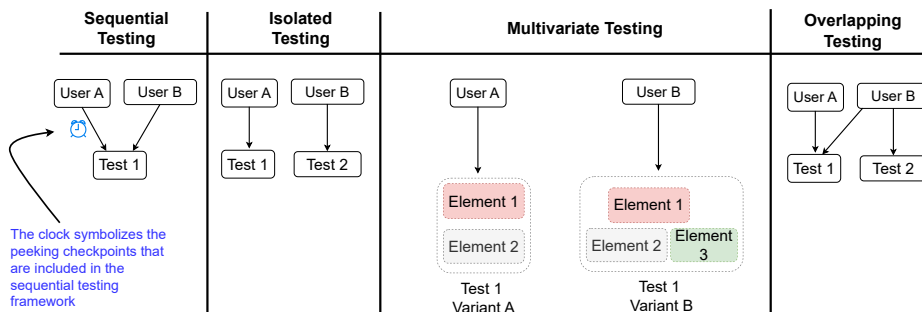 Sequential
Testing
Isolated
Testing
Multivariate Testing
Overlapping
Testing
User A
User B
Test 1
The clock symbolizes the
peeking checkpoints that
are included in the
sequential testing
framework
User A
User B
Test 1
Test 2
User A
User B
Element 1
Element 2
Test 1
Variant A
Element 1
Element 2
Element
3
Test 1
Variant B
User A
User B
Test 1
Test 2